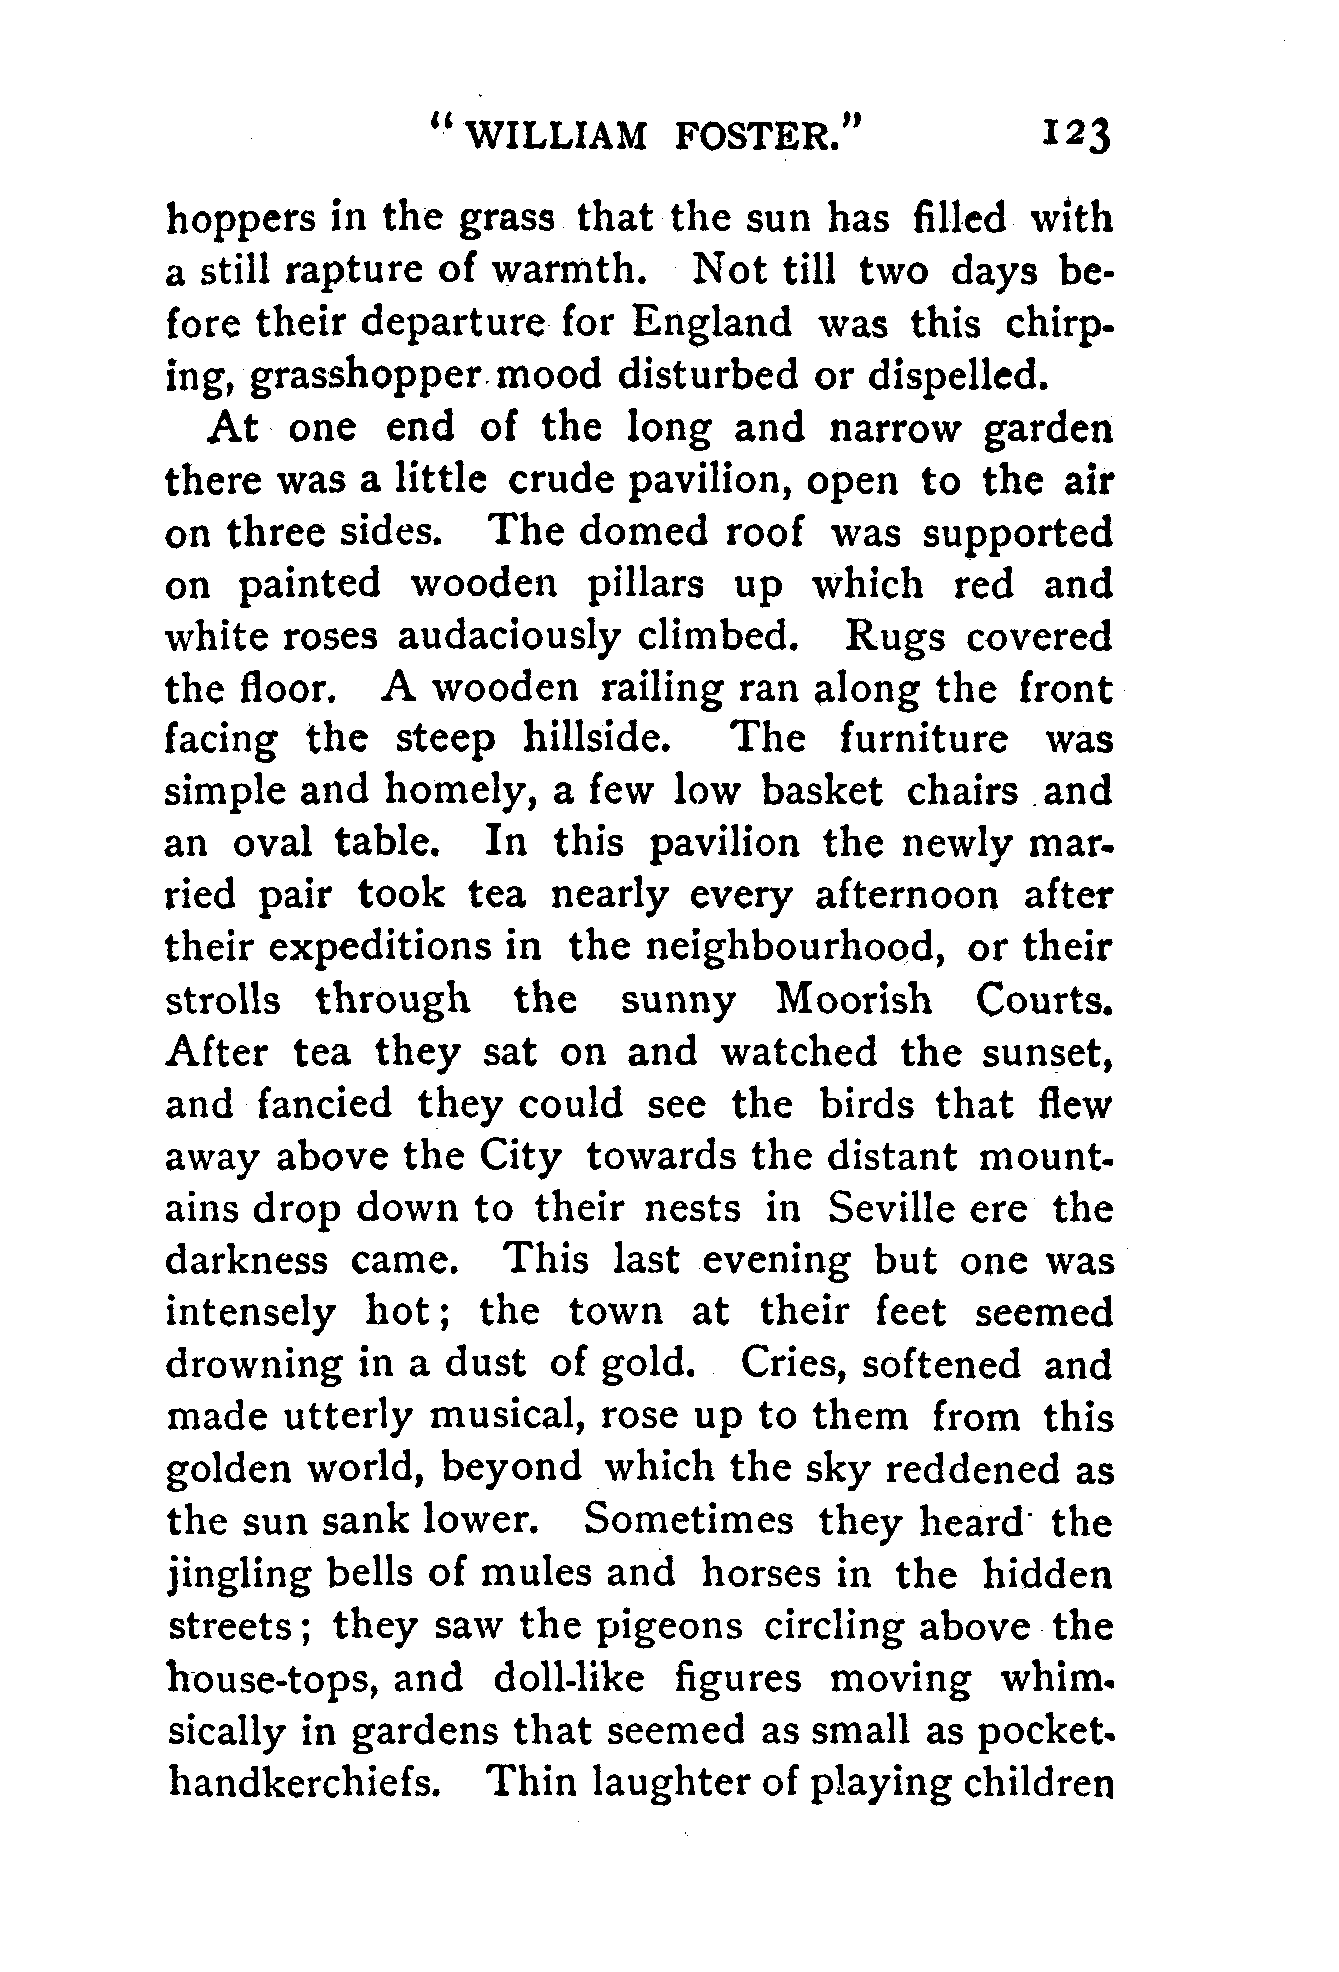 "WILLIAM FOSTER." 123
hoppers in the grass that the sun has filled with
a still rapture of warmth. Not till two days be-
fore their departure for England was this chirp-
ing, grasshopper mood disturbed or dispelled.
At one end of the long and narrow garden
there was a little crude pavilion, open to the air
on three sides. The domed roof was supported
on painted wooden pillars up which red and
white roses audaciously climbed. Rugs covered
the floor. A wooden railing ran along the front
facing the steep hillside. The furniture was
simple and homely, a few low basket chairs and
an oval table. In this pavilion the newly mar-
ried pair took tea nearly every afternoon after
their expeditions in the neighbourhood, or their
strolls through the sunny Moorish Courts.
After tea they sat on and watched the sunset,
and fancied they could see the birds that flew
away above the City towards the distant mount-
ains drop down to their nests in Seville ere the
darkness came. This last evening but one was
intensely hot; the town at their feet seemed
drowning in a dust of gold. Cries, softened and
made utterly musical, rose up to them from this
golden world, beyond which the sky reddened as
the sun sank lower. Sometimes they heard the
jingling bells of mules and horses in the hidden
streets; they saw the pigeons circling above the
house-tops, and doll-like figures moving whim-
sically in gardens that seemed as small as pocket-
handkerchiefs. Thin laughter of playing children